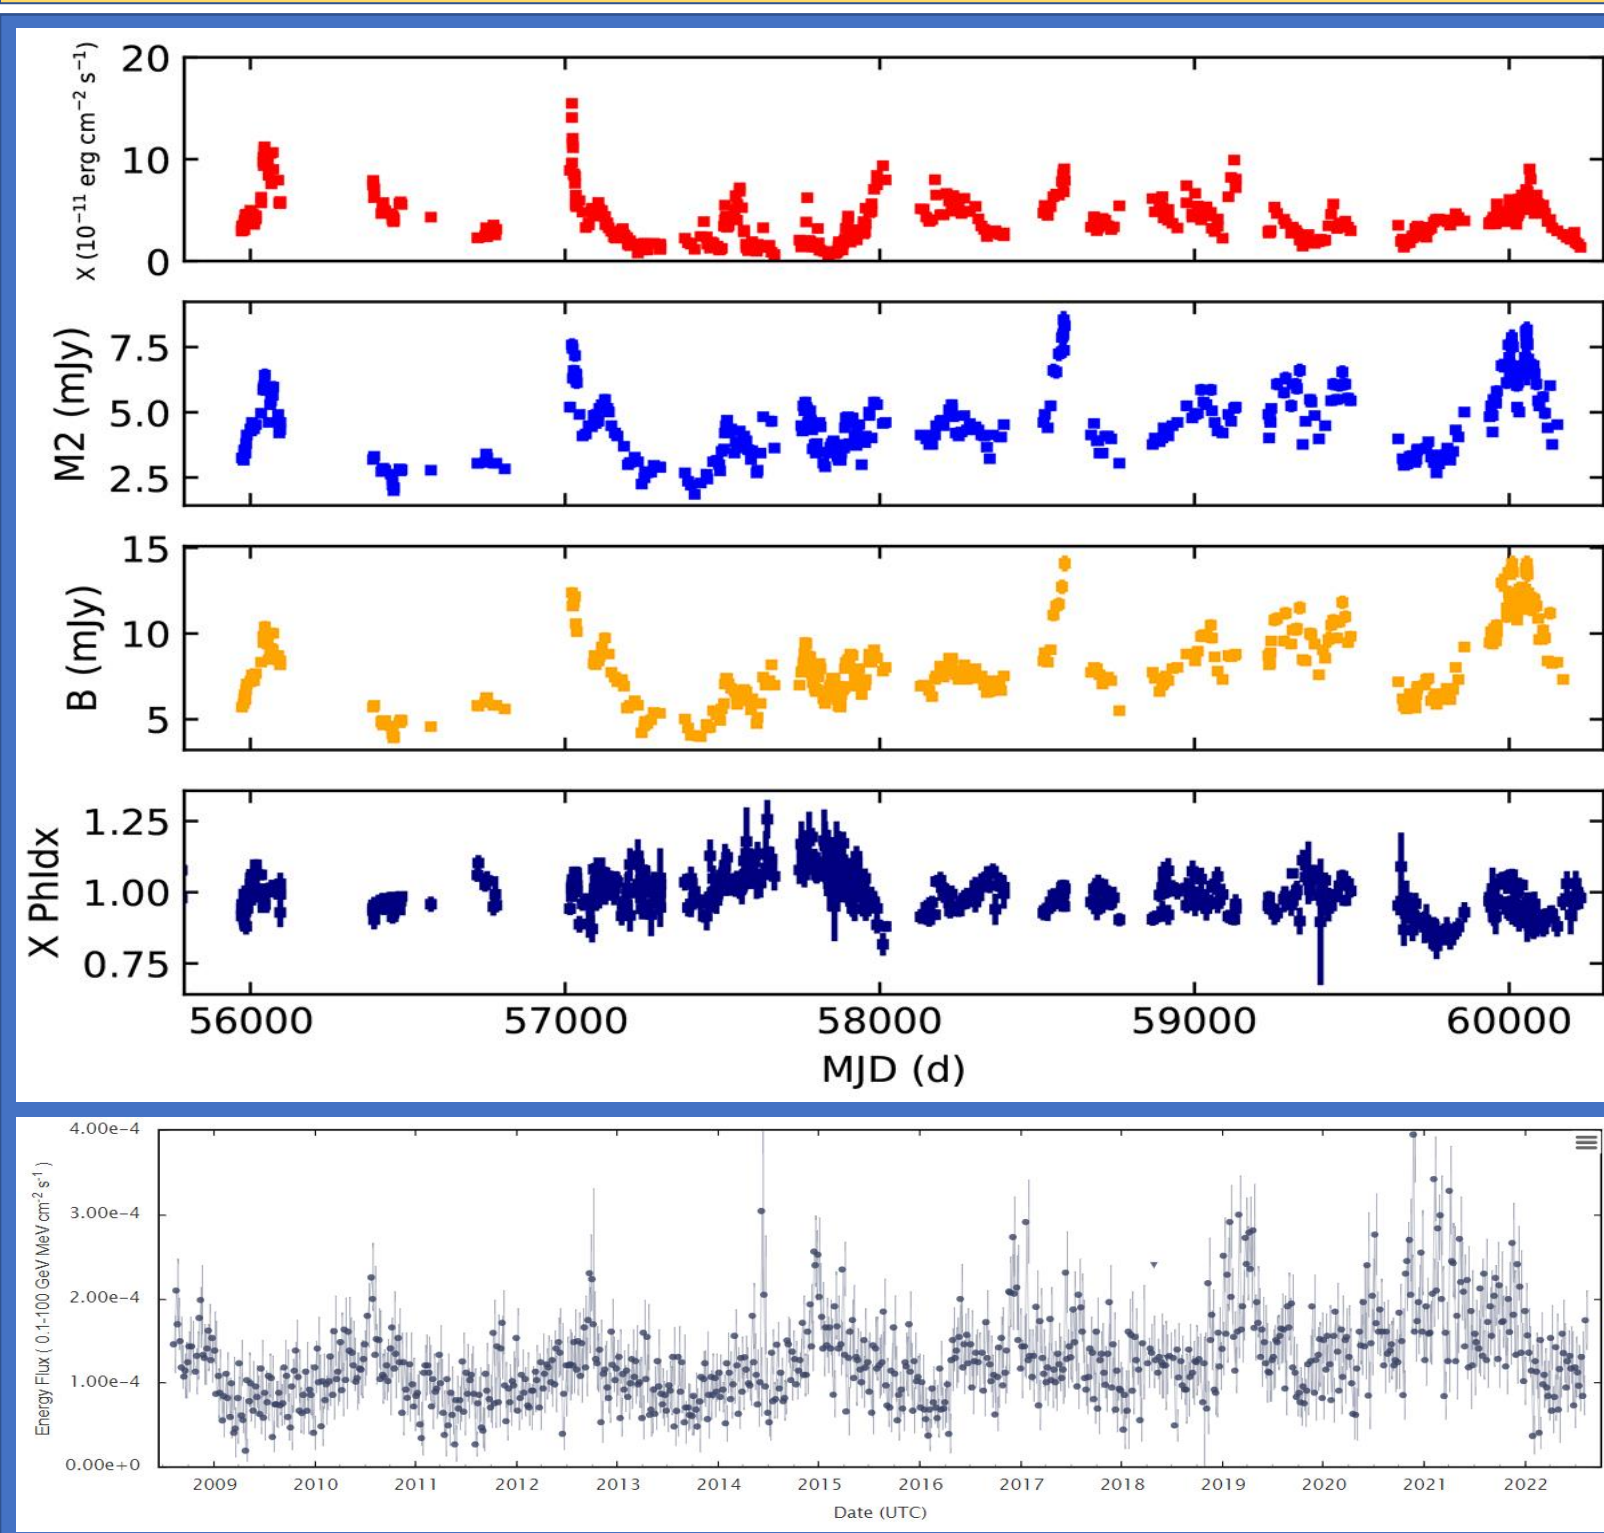 X (10⁻¹¹ erg cm⁻² s⁻¹)
20
10
0
M2 (mJy)
7.5
5.0
2.5
B (mJy)
15
10
5
X PhIdx
1.25
1.00
0.75
56000 57000 58000 59000 60000
MJD (d)
Energy Flux ( 0.1-100 GeV MeV cm⁻² s⁻¹ )
4.00e-4
3.00e-4
2.00e-4
1.00e-4
0.00e+0
2009 2010 2011 2012 2013 2014 2015 2016 2017 2018 2019 2020 2021 2022
Date (UTC)